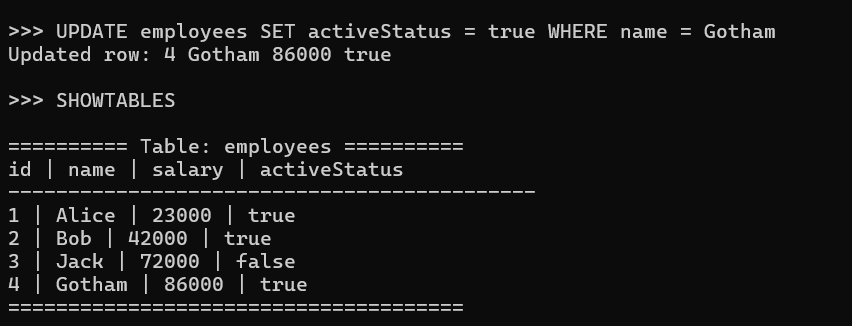 >>> UPDATE employees SET activeStatus = true WHERE name = Gotham
Updated row: 4 Gotham 86000 true
>>> SHOWTABLES
========== Table: employees ==========
id | name | salary | activeStatus
--------------------------------------------
1 | Alice | 23000 | true
2 | Bob | 42000 | true
3 | Jack | 72000 | false
4 | Gotham | 86000 | true
======================================